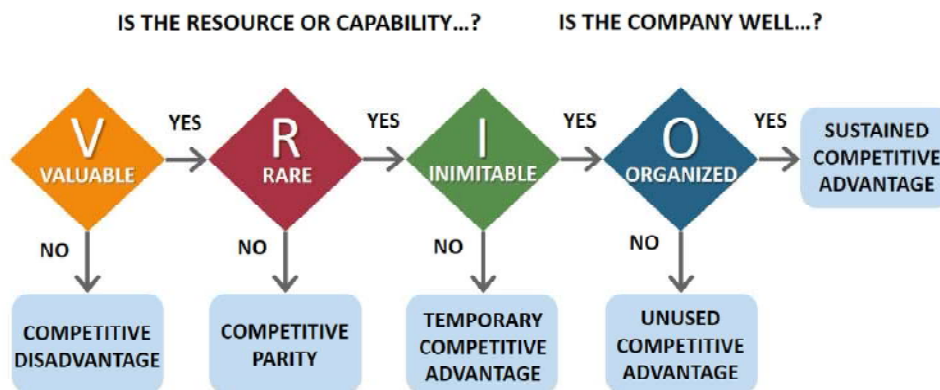 IS THE RESOURCE OR CAPABILITY...?
IS THE COMPANY WELL...?
V
VALUABLE
YES
R
RARE
YES
I
INIMITABLE
YES
O
ORGANIZED
YES
SUSTAINED
COMPETITIVE
ADVANTAGE
NO
NO
NO
NO
COMPETITIVE
DISADVANTAGE
COMPETITIVE
PARITY
TEMPORARY
COMPETITIVE
ADVANTAGE
UNUSED
COMPETITIVE
ADVANTAGE